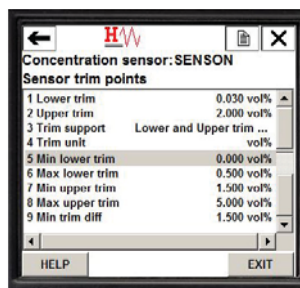 H
Concentration sensor:SENSON
Sensor trim points
1 Lower trim 0.030 vol%
2 Upper trim 2.000 vol%
3 Trim support Lower and Upper trim ...
4 Trim unit vol%
5 Min lower trim 0.000 vol%
6 Max lower trim 0.500 vol%
7 Min upper trim 1.500 vol%
8 Max upper trim 5.000 vol%
9 Min trim diff 1.500 vol%
HELP EXIT